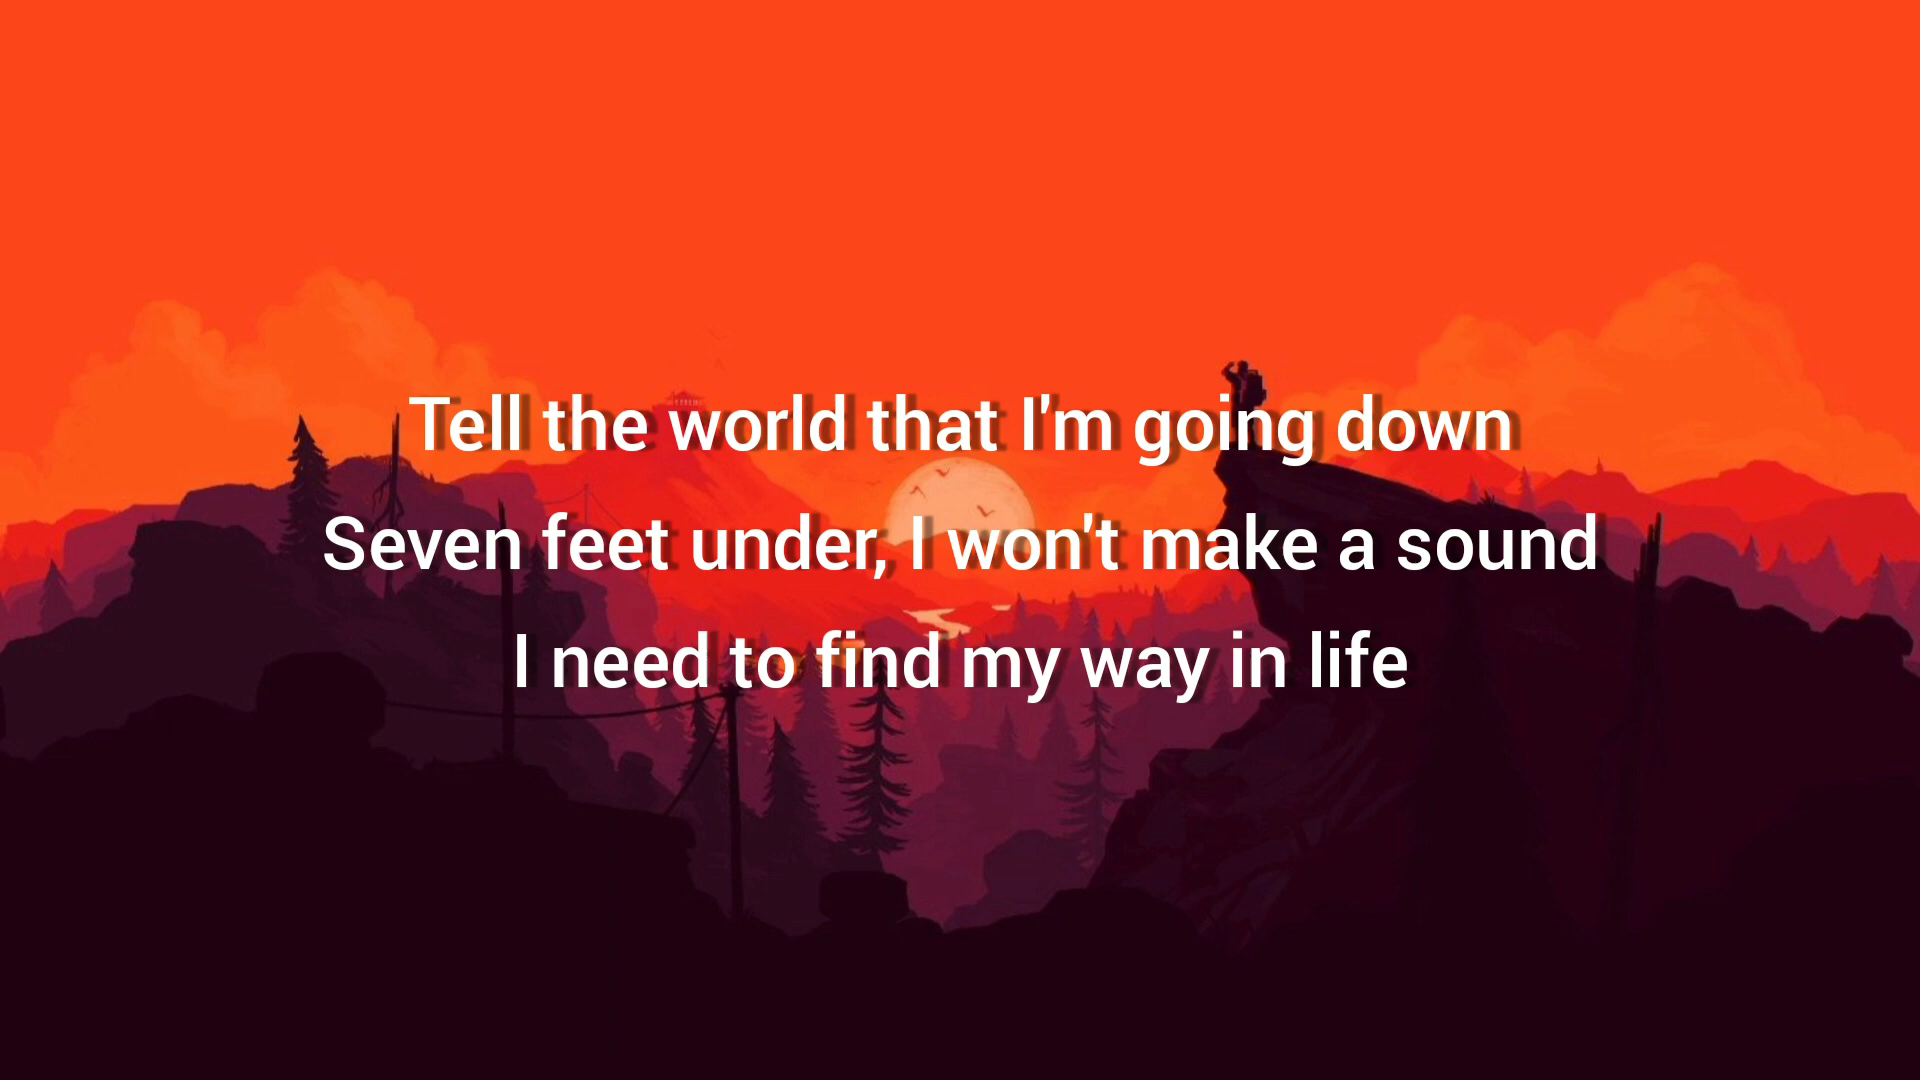 Tell the world that I'm going down
Seven feet under, I won't make a sound
I need to find my way in life